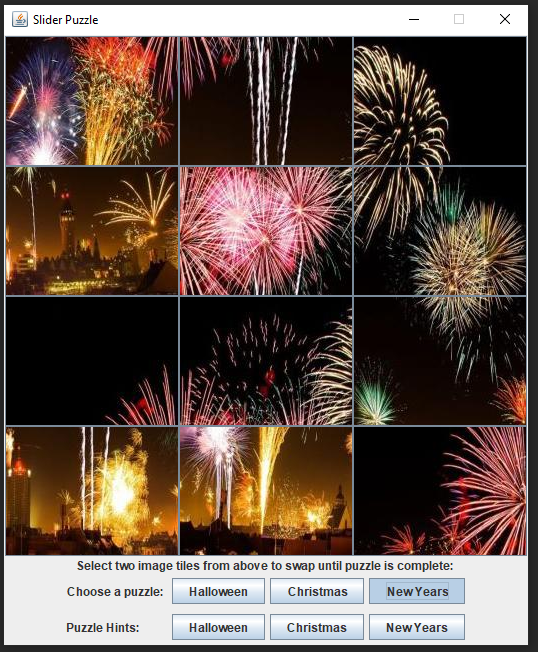 Slider Puzzle
Select two image tiles from above to swap until puzzle is complete:
Choose a puzzle: Halloween Christmas New Years
Puzzle Hints: Halloween Christmas New Years